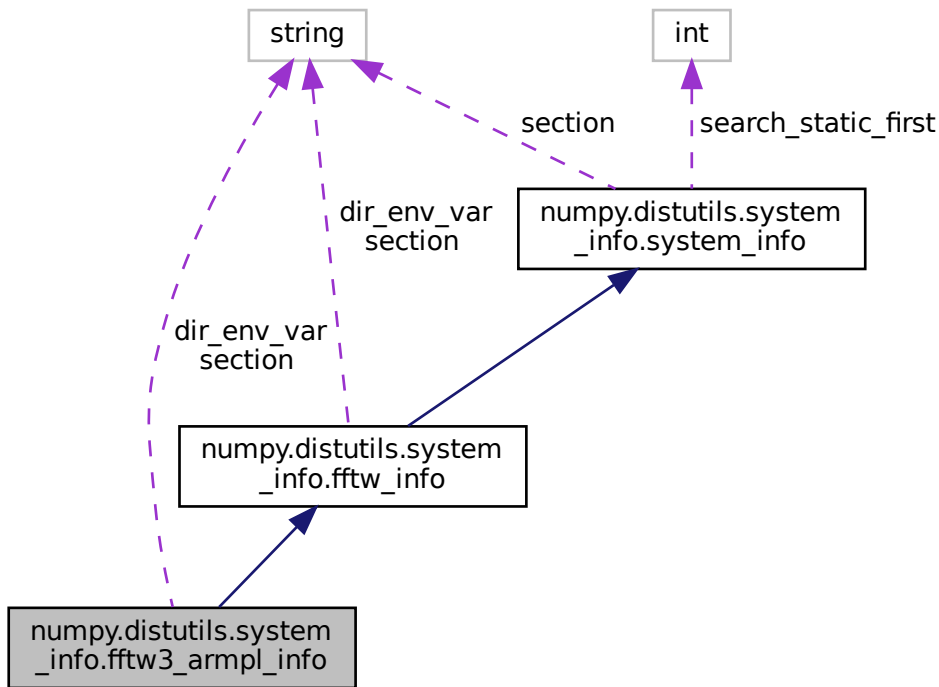 string
int
section
search_static_first
numpy.distutils.system
_info.system_info
dir_env_var
section
dir_env_var
section
numpy.distutils.system
_info.fftw_info
numpy.distutils.system
_info.fftw3_armpl_info